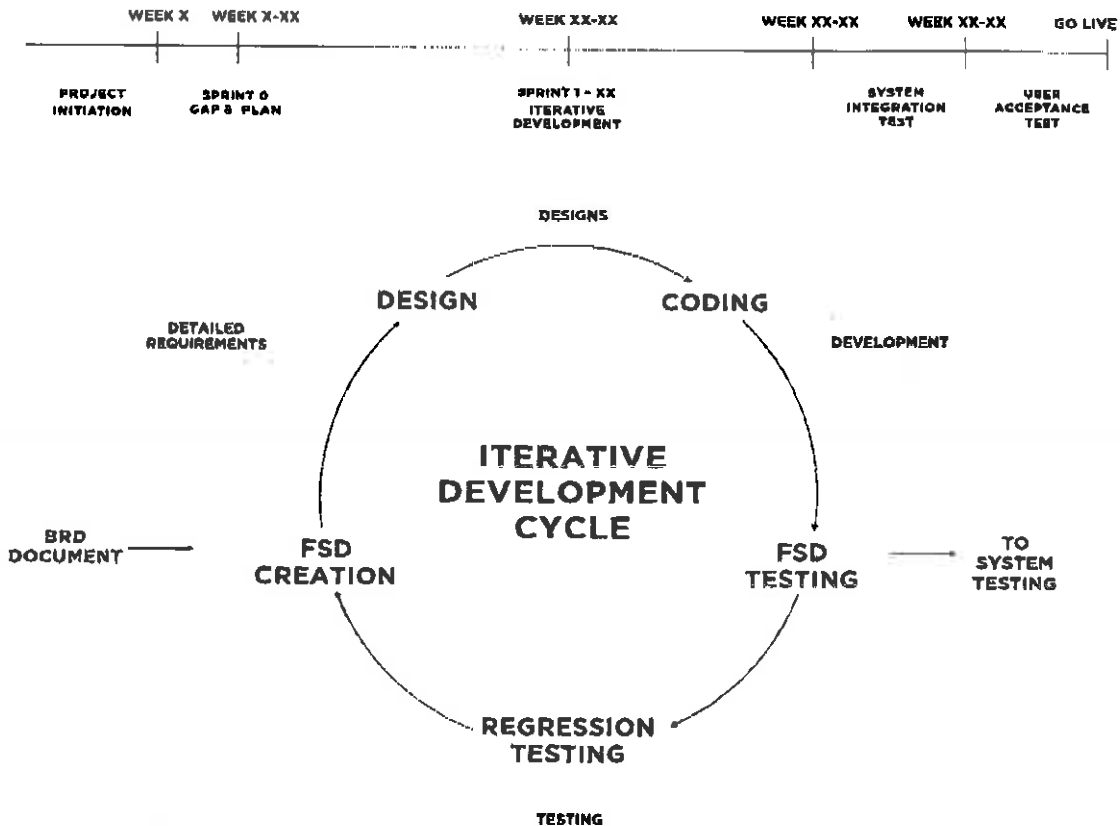 WEEK X
WEEK X-XX
WEEK XX-XX
WEEK XX-XX
WEEK XX-XX
GO LIVE
PROJECT
INITIATION
SPRINT 0
GAP & PLAN
SPRINT 1 - XX
ITERATIVE
DEVELOPMENT
SYSTEM
INTEGRATION
TEST
USER
ACCEPTANCE
TEST
DESIGNS
DESIGN
CODING
DETAILED
REQUIREMENTS
DEVELOPMENT
ITERATIVE
DEVELOPMENT
CYCLE
BRD
DOCUMENT
FSD
CREATION
FSD
TESTING
TO
SYSTEM
TESTING
REGRESSION
TESTING
TESTING